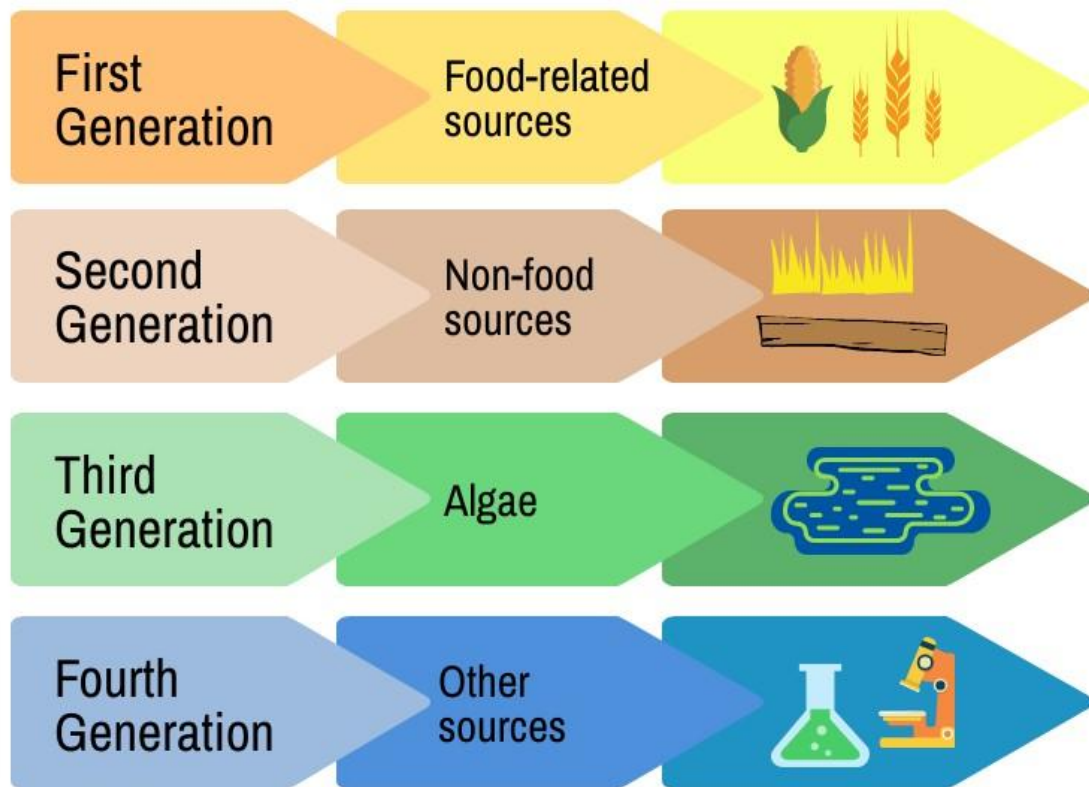 First
Generation
Food-related
sources
Second
Generation
Non-food
sources
Third
Generation
Algae
Fourth
Generation
Other
sources